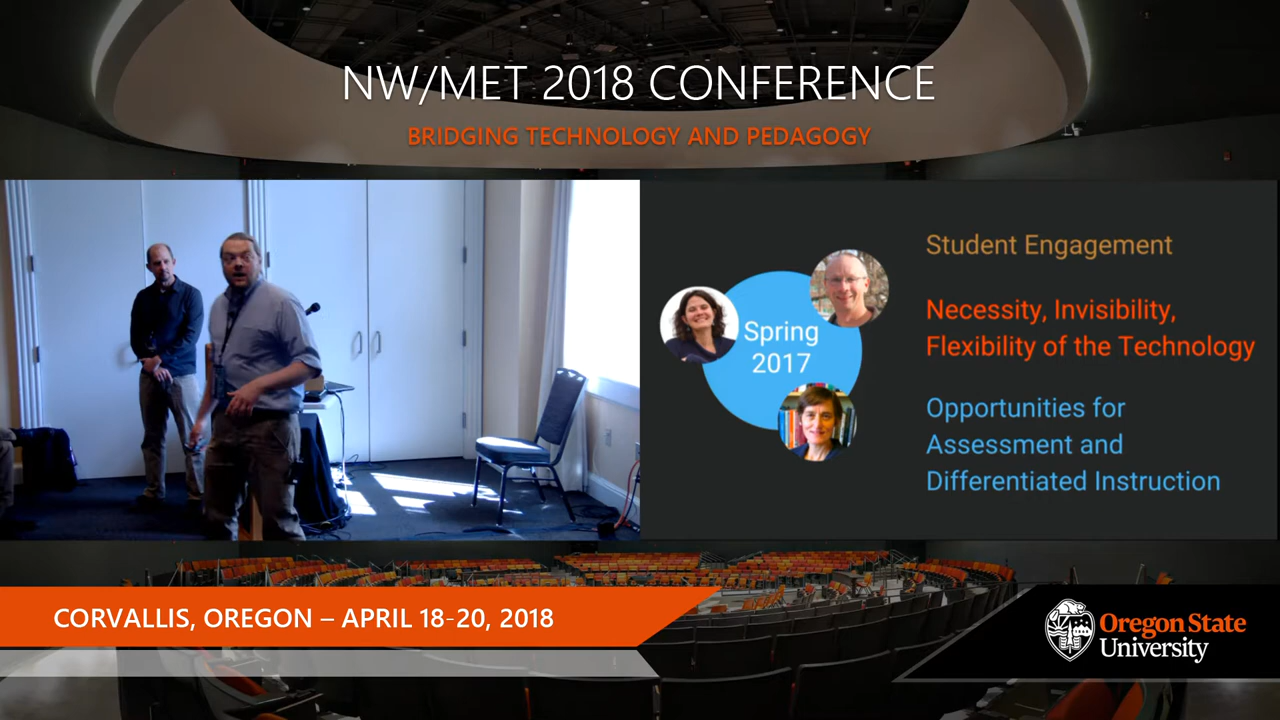 NW/MET 2018 CONFERENCE
BRIDGING TECHNOLOGY AND PEDAGOGY
Spring
2017
Student Engagement
Necessity, Invisibility,
Flexibility of the Technology
Opportunities for
Assessment and
Differentiated Instruction
CORVALLIS, OREGON – APRIL 18-20, 2018
Oregon State
University